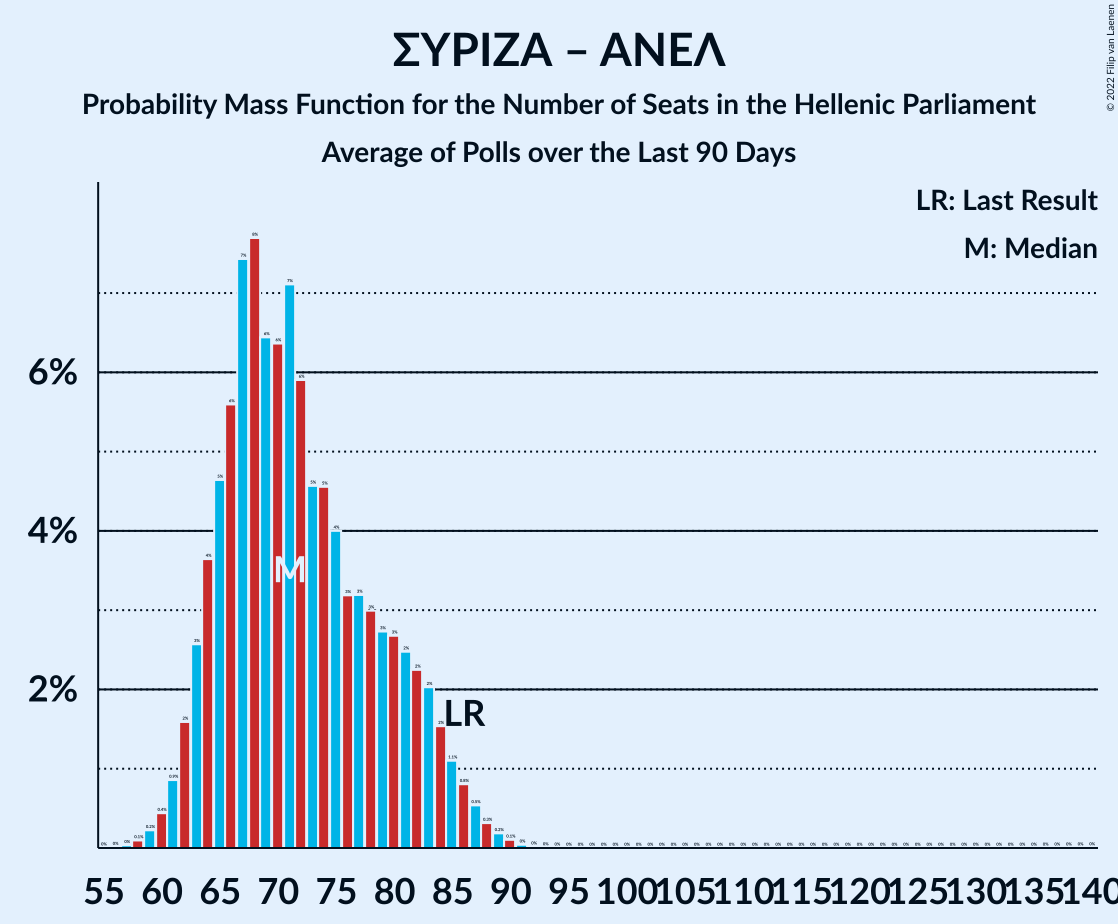 ΣΥΡΙΖΑ – ΑΝΕΛ
Probability Mass Function for the Number of Seats in the Hellenic Parliament
Average of Polls over the Last 90 Days
© 2022 Filip van Laenen
LR: Last Result
M: Median
6%
4%
2%
M
LR
55 60 65 70 75 80 85 90 95 100 105 110 115 120 125 130 135 140